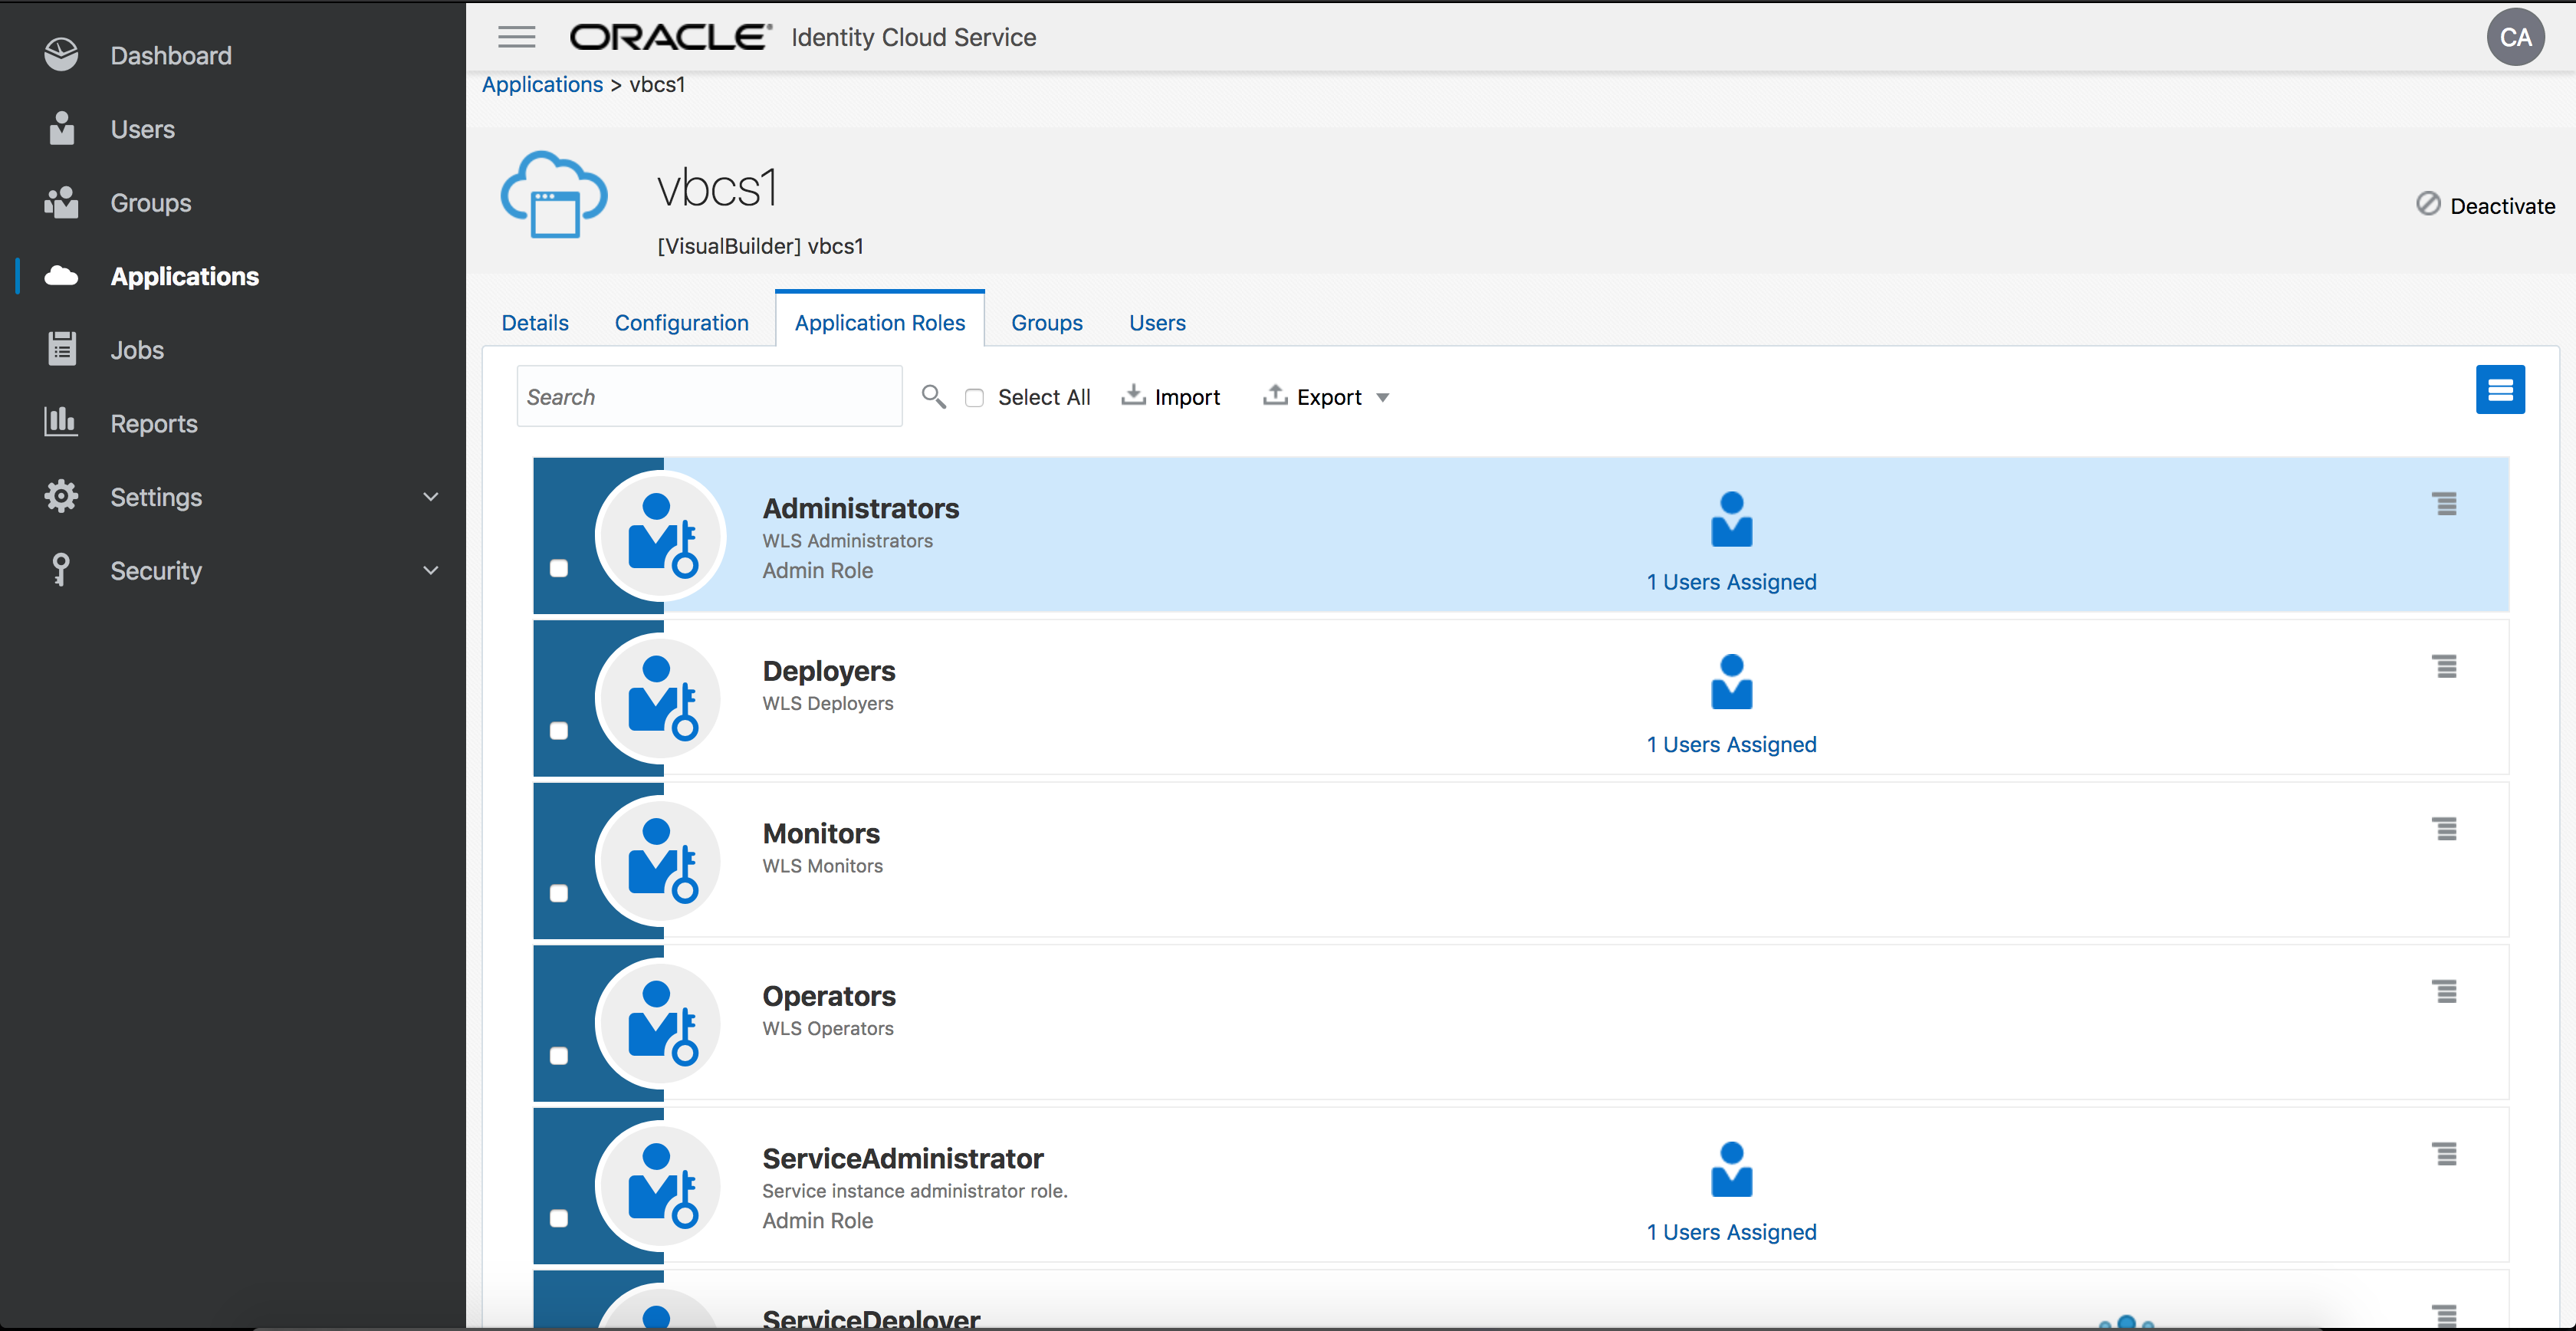 Dashboard
Users
Groups
Applications
Jobs
Reports
Settings
Security
ORACLE® Identity Cloud Service
CA
Applications > vbcs1
vbcs1
[VisualBuilder] vbcs1
Deactivate
Details Configuration Application Roles Groups Users
Search Select All Import Export
Administrators
WLS Administrators
Admin Role
1 Users Assigned
Deployers
WLS Deployers
1 Users Assigned
Monitors
WLS Monitors
Operators
WLS Operators
ServiceAdministrator
Service instance administrator role.
Admin Role
1 Users Assigned
ServiceDeployer